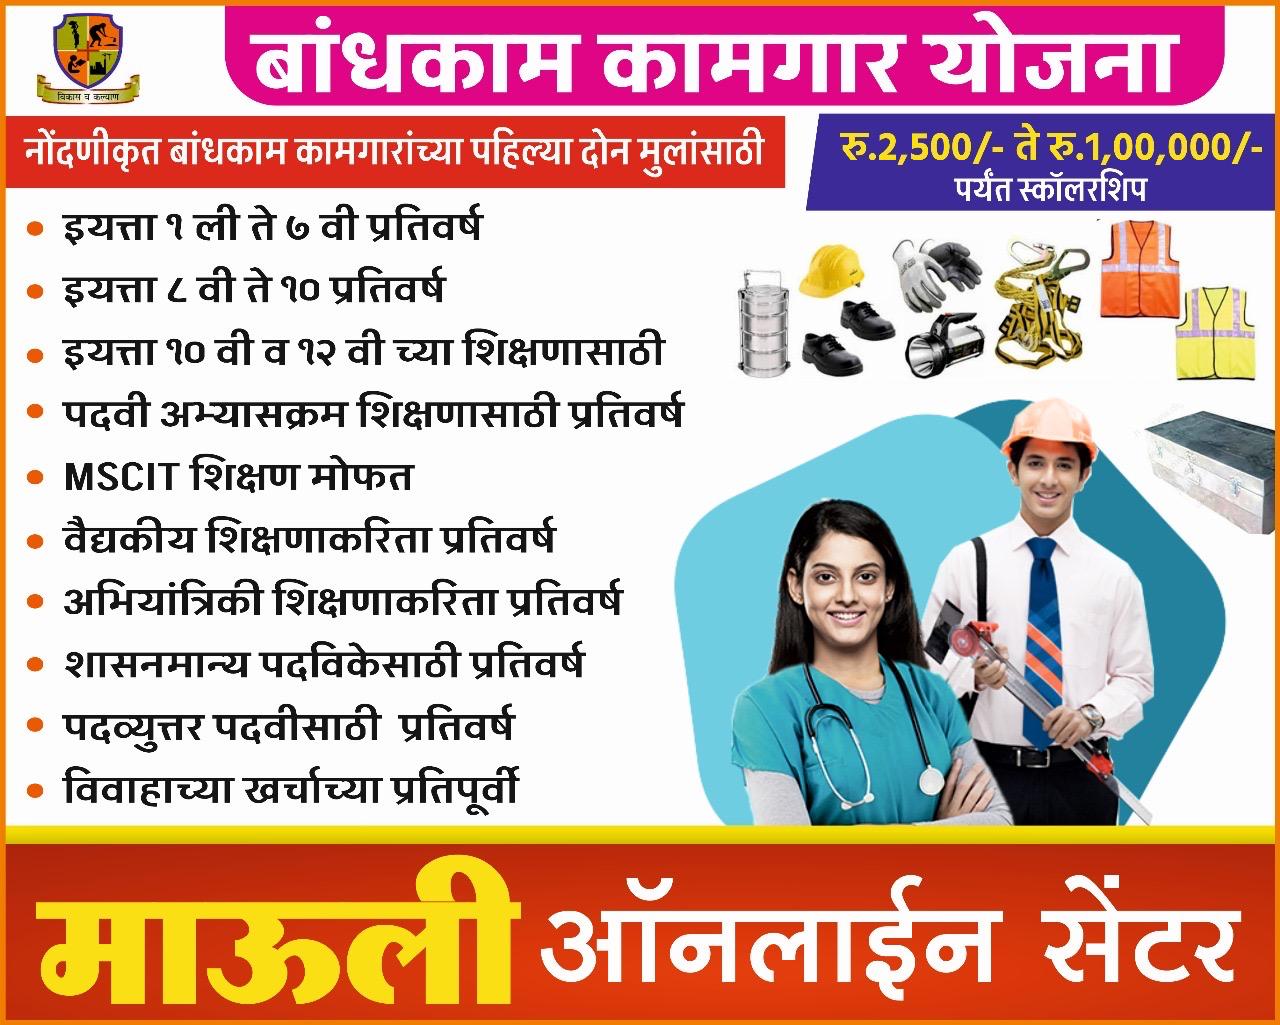 विकास व कल्याण
बांधकाम कामगार योजना
नोंदणीकृत बांधकाम कामगारांच्या पहिल्या दोन मुलांसाठी
रु.2,500/- ते रु.1,00,000/-
पर्यंत स्कॉलरशिप
• इयत्ता १ ली ते ७ वी प्रतिवर्ष
• इयत्ता ८ वी ते १० प्रतिवर्ष
• इयत्ता १० वी व १२ वी च्या शिक्षणासाठी
• पदवी अभ्यासक्रम शिक्षणासाठी प्रतिवर्ष
• MSCIT शिक्षण मोफत
• वैद्यकीय शिक्षणाकरिता प्रतिवर्ष
• अभियांत्रिकी शिक्षणाकरिता प्रतिवर्ष
• शासनमान्य पदविकेसाठी प्रतिवर्ष
• पदव्युत्तर पदवीसाठी प्रतिवर्ष
• विवाहाच्या खर्चाच्या प्रतिपूर्वी
माऊली ऑनलाईन सेंटर